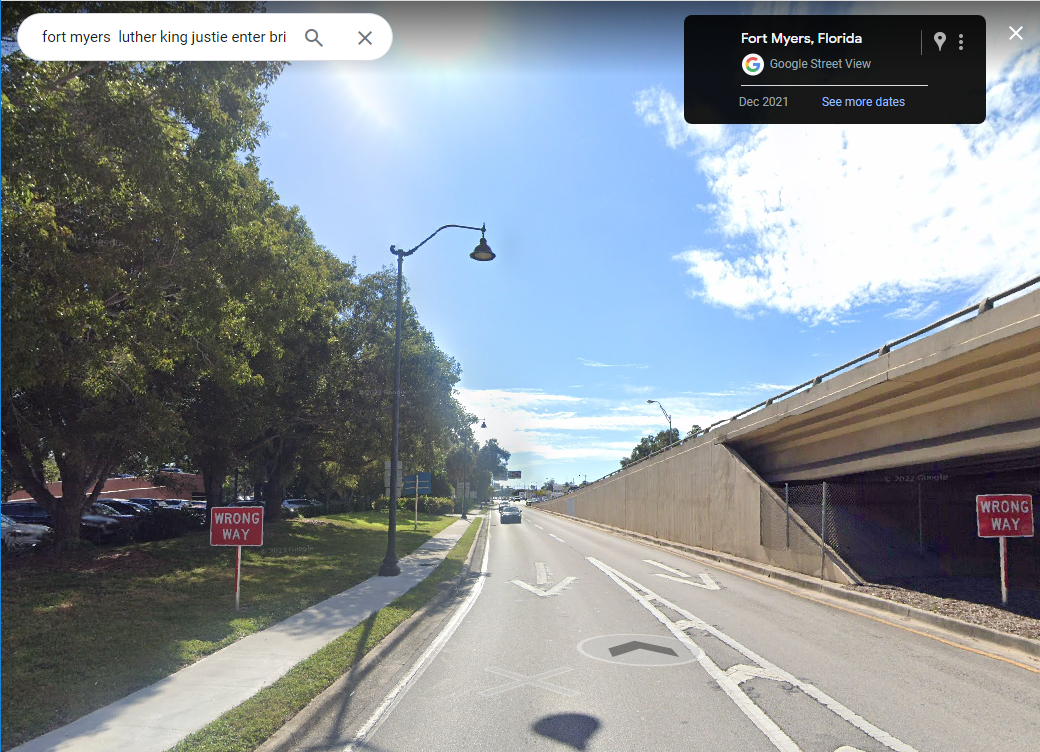 fort myers  luther king justie enter bri
Fort Myers, Florida
Google Street View
Dec 2021
See more dates
WRONG
WAY
WRONG
WAY
© 2022 Google